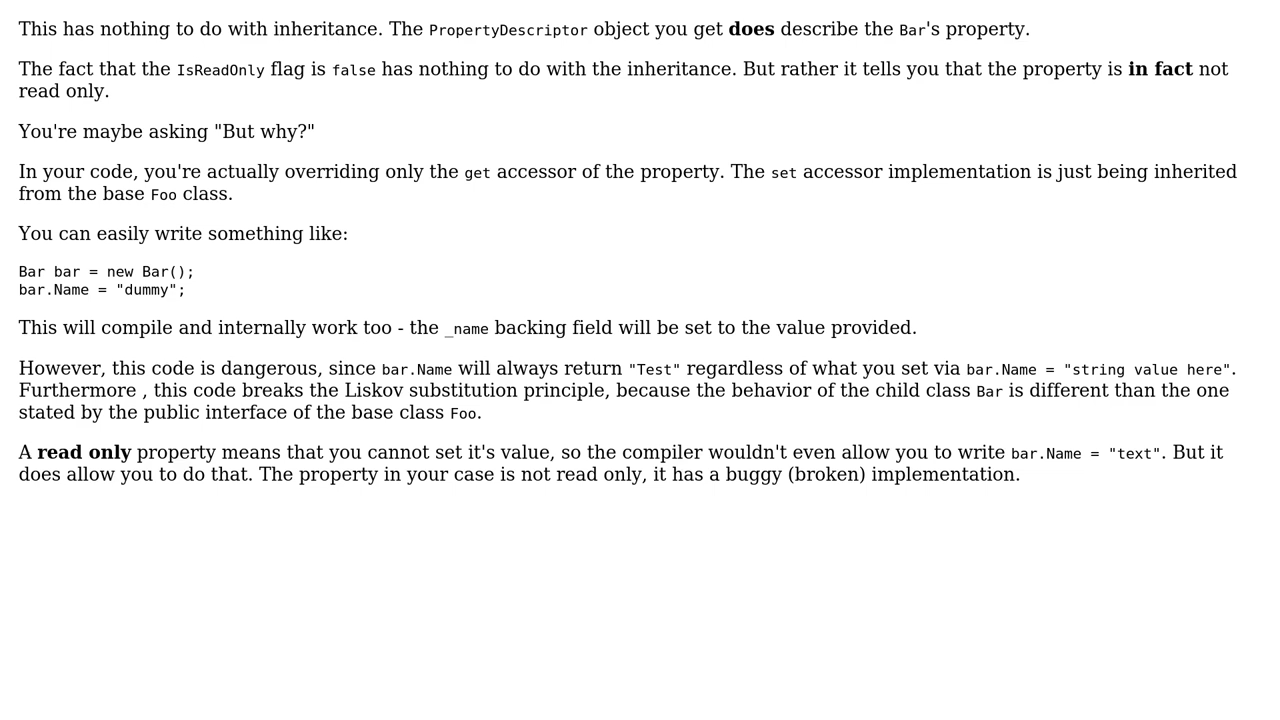 This has nothing to do with inheritance. The PropertyDescriptor object you get does describe the Bar's property.
The fact that the IsReadOnly flag is false has nothing to do with the inheritance. But rather it tells you that the property is in fact not
read only.
You're maybe asking "But why?"
In your code, you're actually overriding only the get accessor of the property. The set accessor implementation is just being inherited
from the base Foo class.
You can easily write something like:
Bar bar = new Bar();
bar.Name = "dummy";
This will compile and internally work too - the _name backing field will be set to the value provided.
However, this code is dangerous, since bar.Name will always return "Test" regardless of what you set via bar.Name = "string value here".
Furthermore , this code breaks the Liskov substitution principle, because the behavior of the child class Bar is different than the one
stated by the public interface of the base class Foo.
A read only property means that you cannot set it's value, so the compiler wouldn't even allow you to write bar.Name = "text". But it
does allow you to do that. The property in your case is not read only, it has a buggy (broken) implementation.